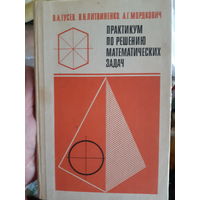 В.А.ГУСЕВ, В.Н.ЛИТВИНЕНКО, А.Г.МОРДКОВИЧ
ПРАКТИКУМ
ПО РЕШЕНИЮ
МАТЕМАТИЧЕСКИХ
ЗАДАЧ